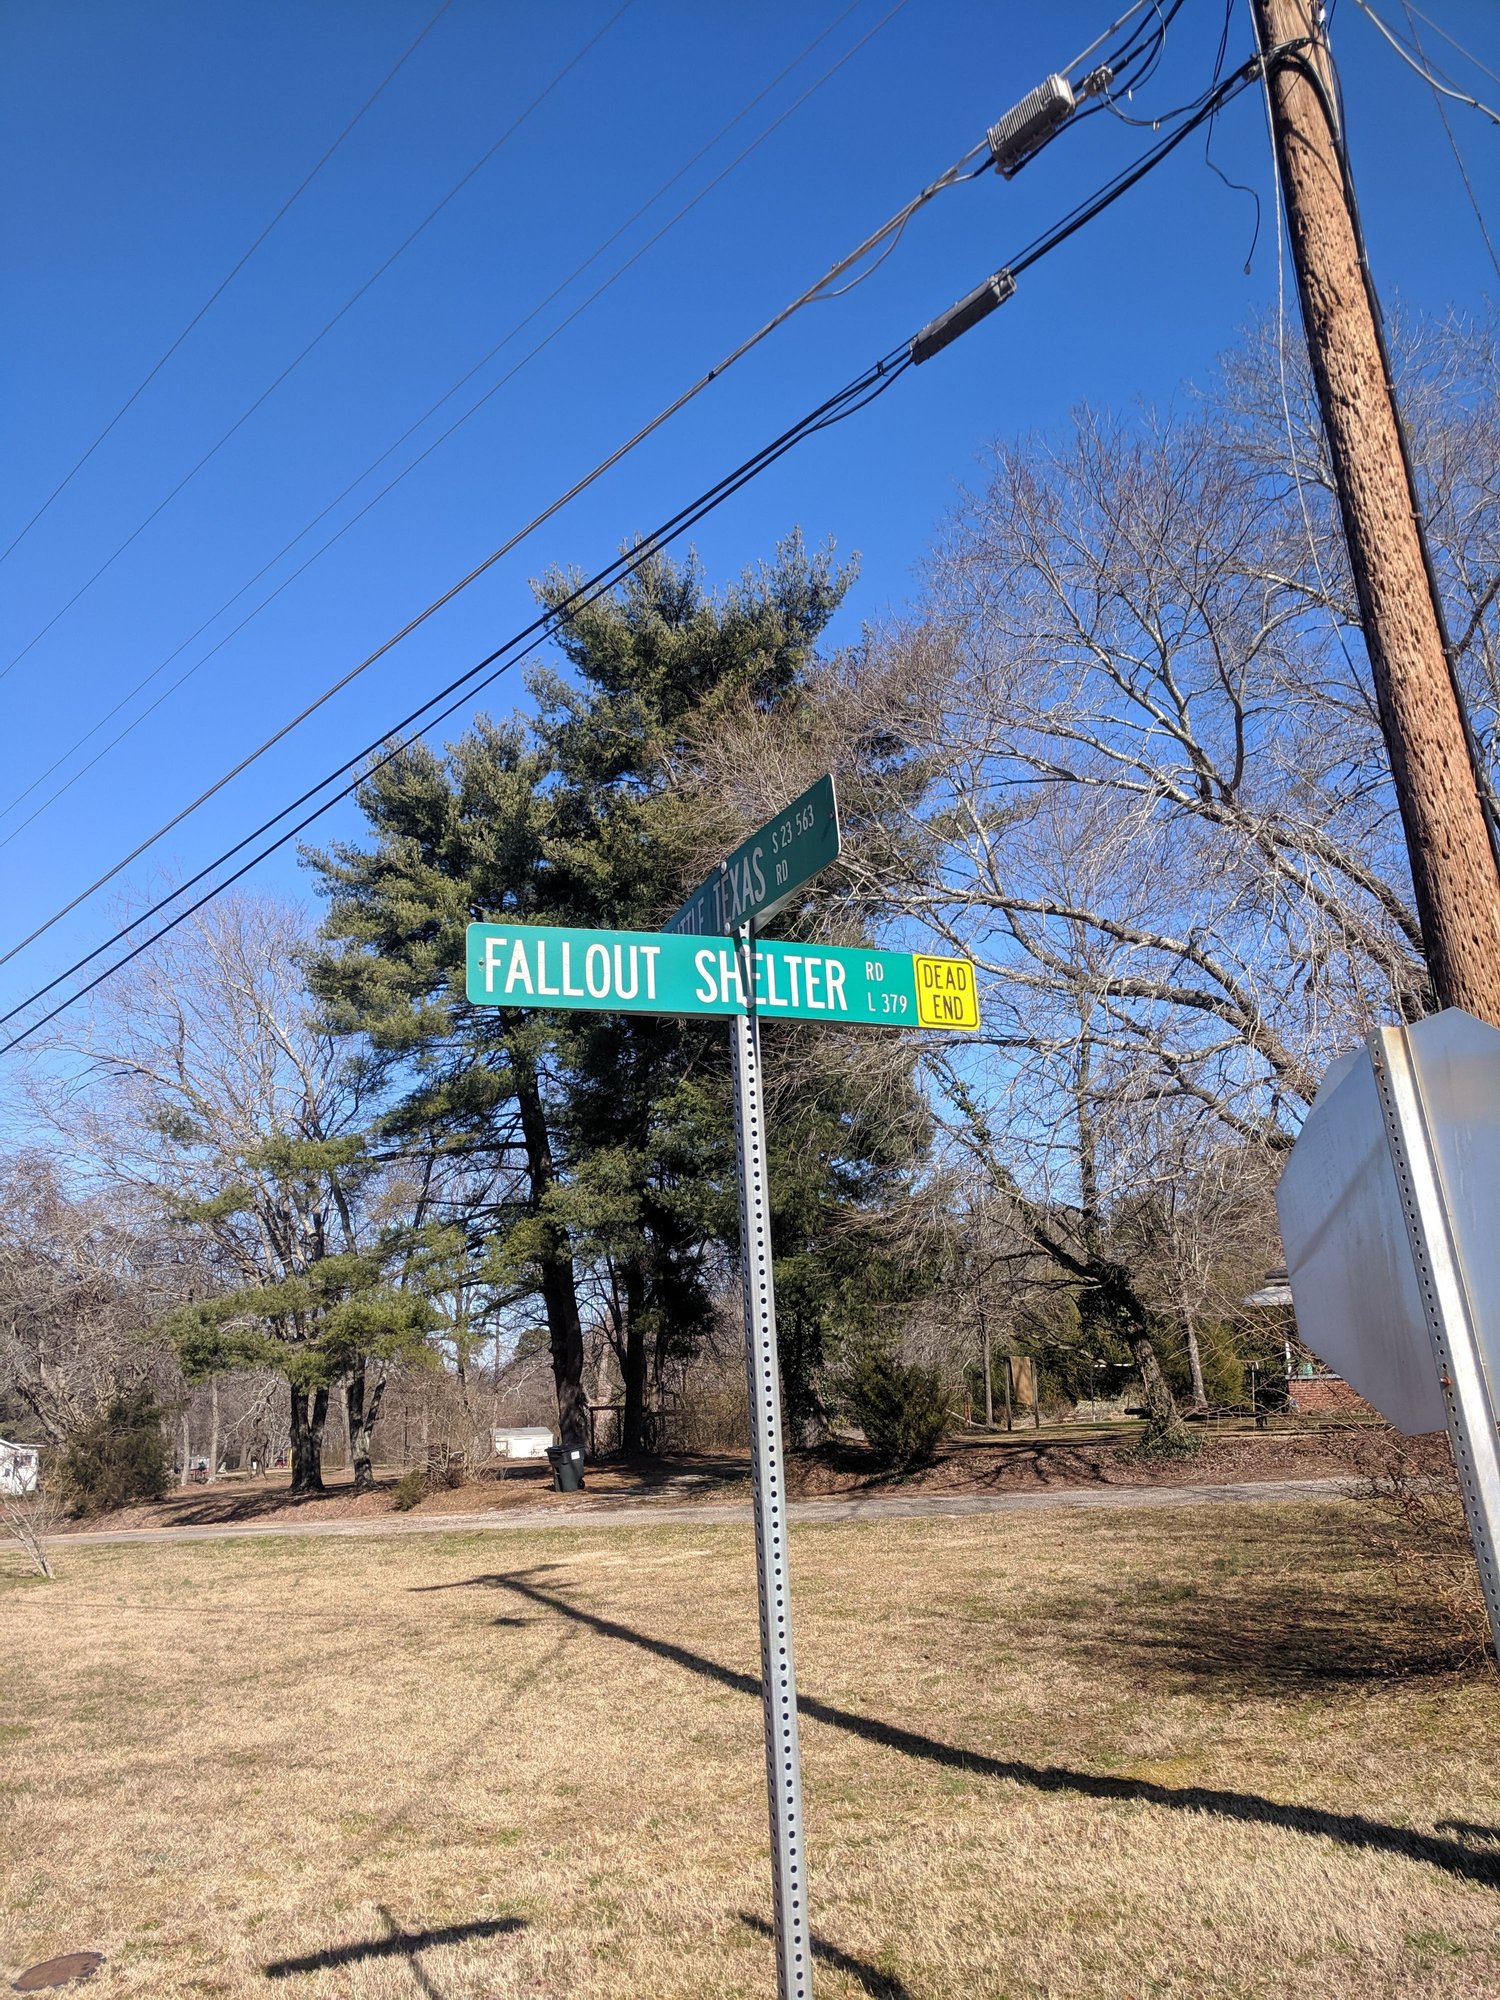 TEXAS S 23 563
RD
FALLOUT SHELTER RD
L 379
DEAD
END